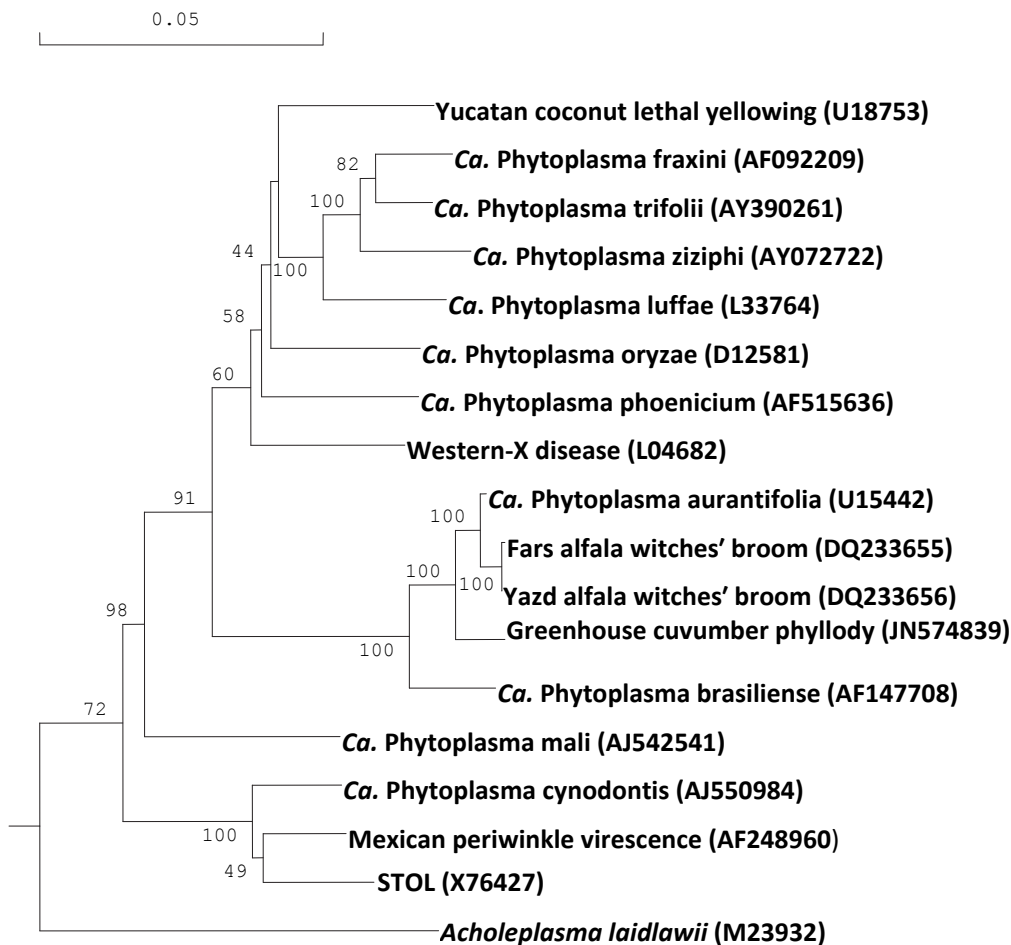 0.05
Yucatan coconut lethal yellowing (U18753)
82
Ca. Phytoplasma fraxini (AF092209)
100
Ca. Phytoplasma trifolii (AY390261)
44
100
Ca. Phytoplasma ziziphi (AY072722)
Ca. Phytoplasma luffae (L33764)
58
Ca. Phytoplasma oryzae (D12581)
60
Ca. Phytoplasma phoenicium (AF515636)
Western-X disease (L04682)
91
Ca. Phytoplasma aurantifolia (U15442)
100
Fars alfala witches’ broom (DQ233655)
100
100
Yazd alfala witches’ broom (DQ233656)
98
Greenhouse cuvumber phyllody (JN574839)
100
Ca. Phytoplasma brasiliense (AF147708)
72
Ca. Phytoplasma mali (AJ542541)
Ca. Phytoplasma cynodontis (AJ550984)
100
Mexican periwinkle virescence (AF248960)
49
STOL (X76427)
Acholeplasma laidlawii (M23932)